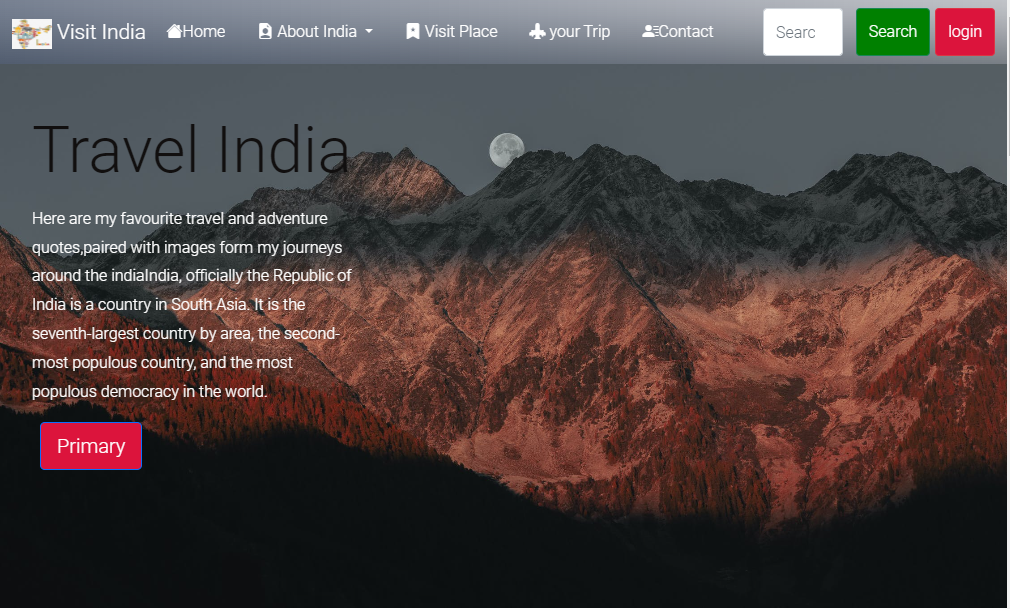 Visit India Home About India Visit Place your Trip Contact Searc Search login
Travel India
Here are my favourite travel and adventure
quotes,paired with images form my journeys
around the indiaIndia, officially the Republic of
India is a country in South Asia. It is the
seventh-largest country by area, the second-
most populous country, and the most
populous democracy in the world.
Primary